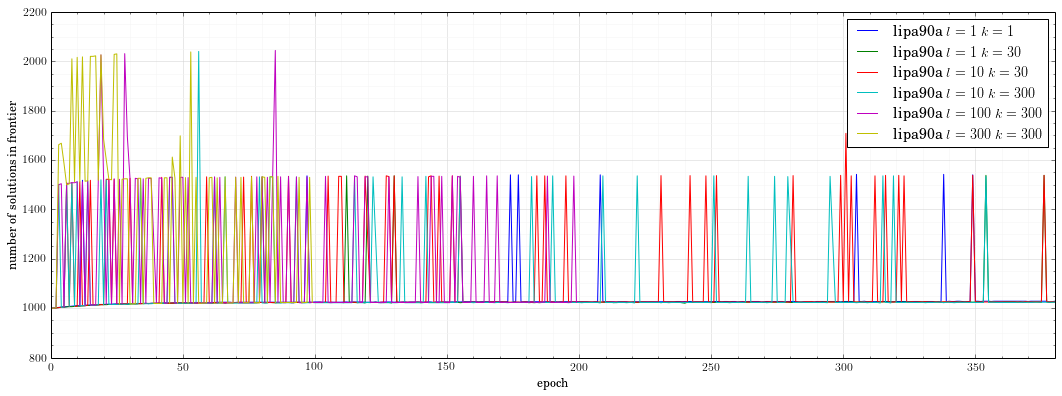 2200
2000
1800
1600
1400
1200
1000
800
number of solutions in frontier
0 50 100 150 200 250 300 350
epoch
lipa90a l = 1 k = 1
lipa90a l = 1 k = 30
lipa90a l = 10 k = 30
lipa90a l = 10 k = 300
lipa90a l = 100 k = 300
lipa90a l = 300 k = 300